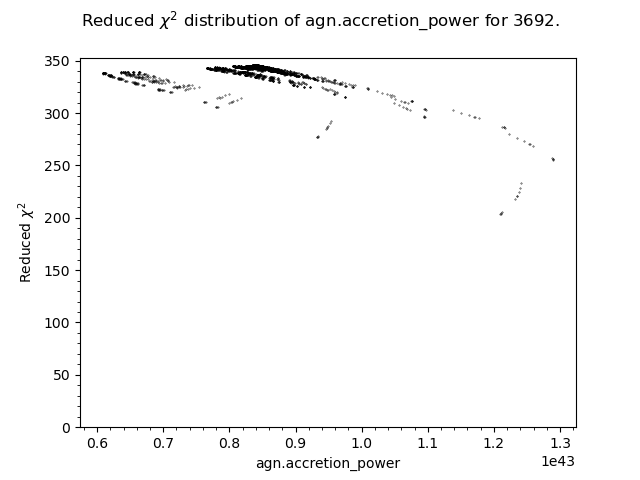 Reduced χ² distribution of agn.accretion_power for 3692.
350
300
250
200
150
100
50
0
Reduced χ²
0.6 0.7 0.8 0.9 1.0 1.1 1.2 1.3
1e43
agn.accretion_power